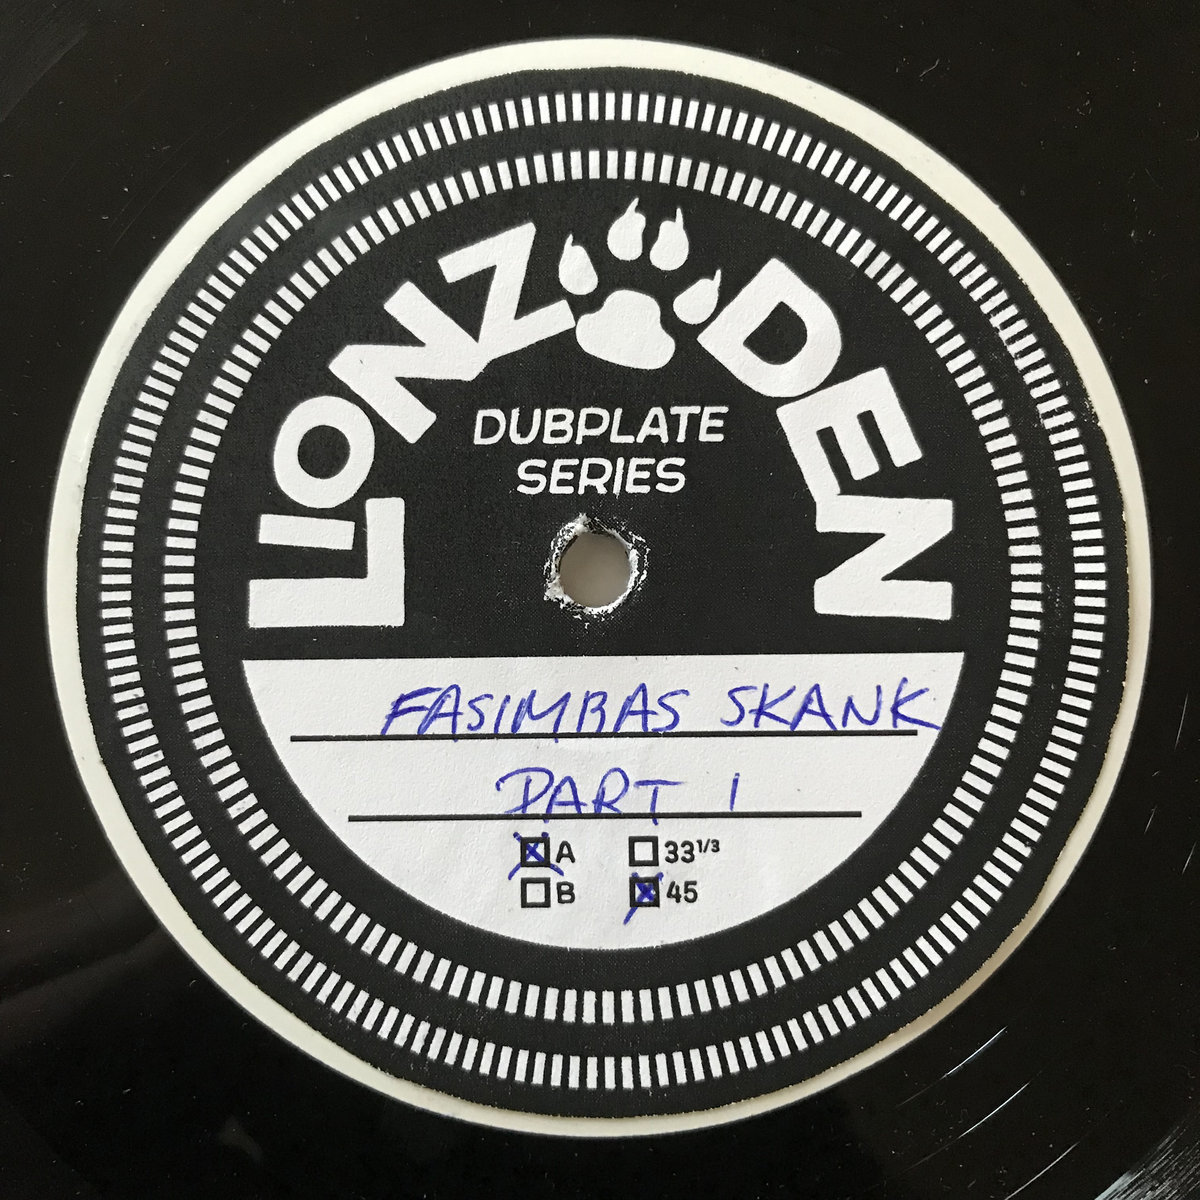 LIONZ DEN
DUBPLATE
SERIES
FASIMBAS SKANK
PART 1
A 33 1/3
B 45